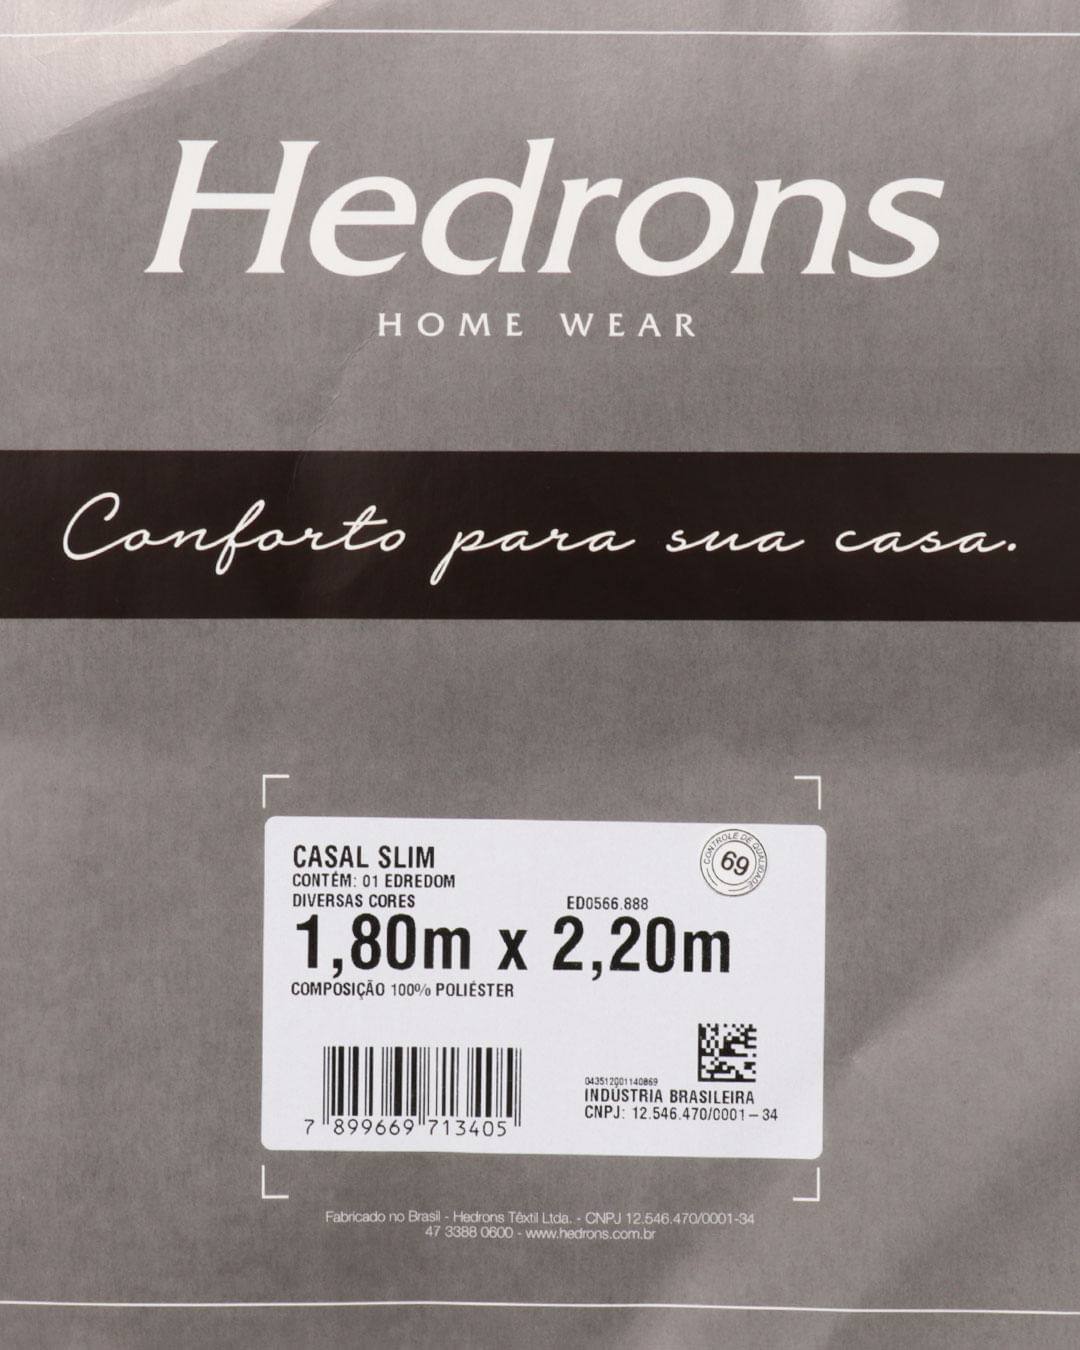 Hedrons
HOME WEAR
Conforto para sua casa.
CONTROLE DE QUALIDADE
69
CASAL SLIM
CONTÉM: 01 EDREDOM
DIVERSAS CORES
ED0566.888
1,80m x 2,20m
COMPOSIÇÃO 100% POLIÉSTER
043512001140869
INDÚSTRIA BRASILEIRA
CNPJ: 12.546.470/0001-34
7 899669 713405
Fabricado no Brasil - Hedrons Têxtil Ltda. - CNPJ 12.546.470/0001-34
47 3388 0600 - www.hedrons.com.br